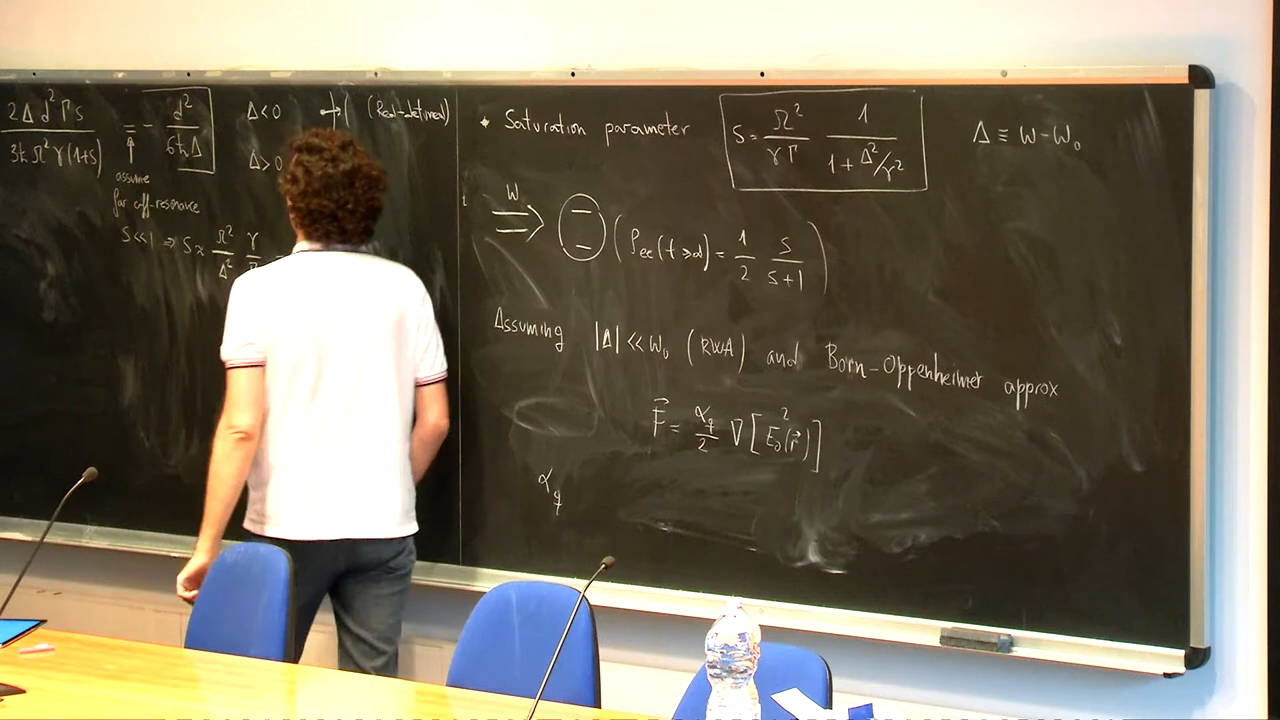 2Δ d² Γ s / 3ħ Ω² γ (1+s) = - d² / 6ħΔ
↑
assume
far off-resonance
s<<1 ⇒ s ≈ Ω²/Δ² γ/Γ
Δ<0 (Red-detuned)
Δ>0
* Saturation parameter s = Ω²/γΓ 1/(1+Δ²/γ²) Δ ≡ ω-ω₀
ω ⇒ (ρee(t→∞) = 1/2 s/(s+1))
Assuming |Δ| << ω₀ (RWA) and Born-Oppenheimer approx
F⃗ = αg/2 ∇[E₀²(r⃗)]
αg